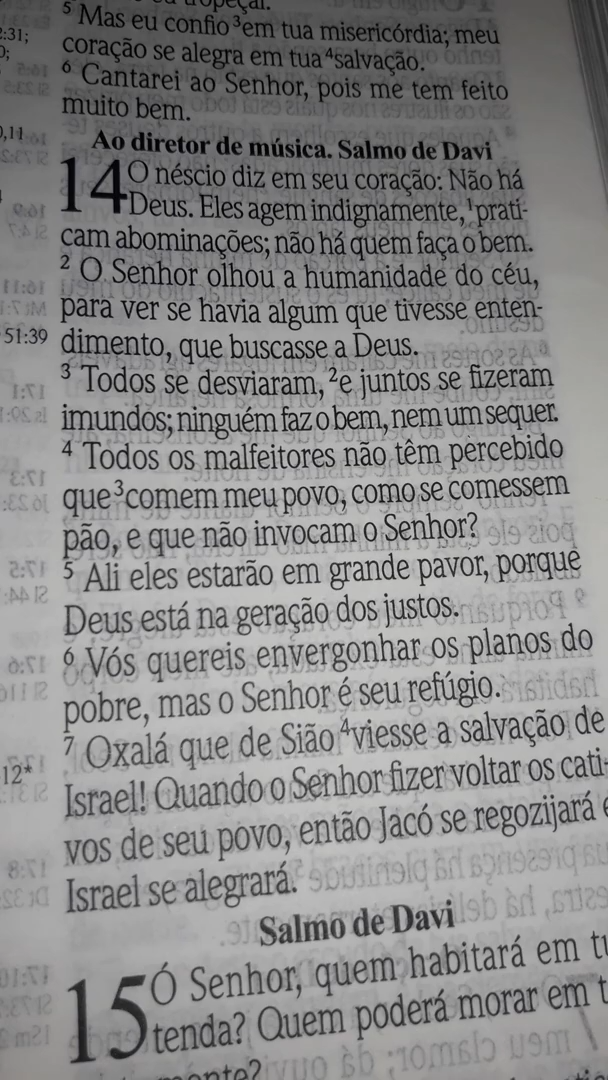 tropeçar.
5 Mas eu confio 3em tua misericórdia; meu
coração se alegra em tua 4salvação.
6 Cantarei ao Senhor, pois me tem feito
muito bem.
Ao diretor de música. Salmo de Davi
14 O néscio diz em seu coração: Não há
Deus. Eles agem indignamente, 1prati-
cam abominações; não há quem faça o bem.
2 O Senhor olhou a humanidade do céu,
para ver se havia algum que tivesse enten-
51:39 dimento, que buscasse a Deus.
3 Todos se desviaram, 2e juntos se fizeram
imundos; ninguém faz o bem, nem um sequer.
4 Todos os malfeitores não têm percebido
que 3comem meu povo, como se comessem
pão, e que não invocam o Senhor?
5 Ali eles estarão em grande pavor, porque
Deus está na geração dos justos.
6 Vós quereis envergonhar os planos do
pobre, mas o Senhor é seu refúgio.
7 Oxalá que de Sião 4viesse a salvação de
12* Israel! Quando o Senhor fizer voltar os cati-
vos de seu povo, então Jacó se regozijará e
Israel se alegrará.
Salmo de Davi
15 Ó Senhor, quem habitará em tu
tenda? Quem poderá morar em t